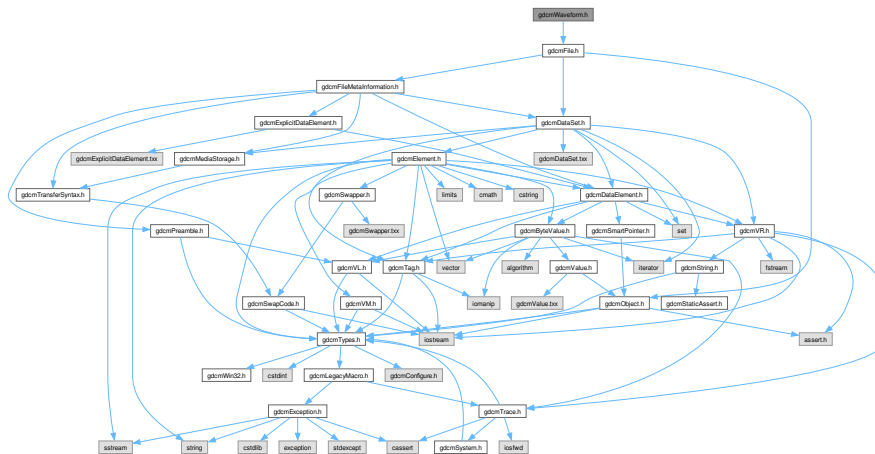 gdcmWaveform.h
gdcmFile.h
gdcmFileMetaInformation.h
gdcmExplicitDataElement.h
gdcmDataSet.h
gdcmExplicitDataElement.txx
gdcmMediaStorage.h
gdcmElement.h
gdcmDataSet.txx
gdcmTransferSyntax.h
gdcmSwapper.h
limits
cmath
cstring
gdcmDataElement.h
gdcmPreamble.h
gdcmSwapper.txx
gdcmByteValue.h
gdcmSmartPointer.h
set
gdcmVR.h
gdcmVL.h
gdcmTag.h
vector
algorithm
gdcmValue.h
iterator
gdcmString.h
fstream
gdcmSwapCode.h
gdcmVM.h
iomanip
gdcmValue.txx
gdcmObject.h
gdcmStaticAssert.h
gdcmTypes.h
iostream
assert.h
gdcmWin32.h
cstdint
gdcmLegacyMacro.h
gdcmConfigure.h
gdcmException.h
gdcmTrace.h
sstream
string
cstdlib
exception
stdexcept
cassert
gdcmSystem.h
iosfwd